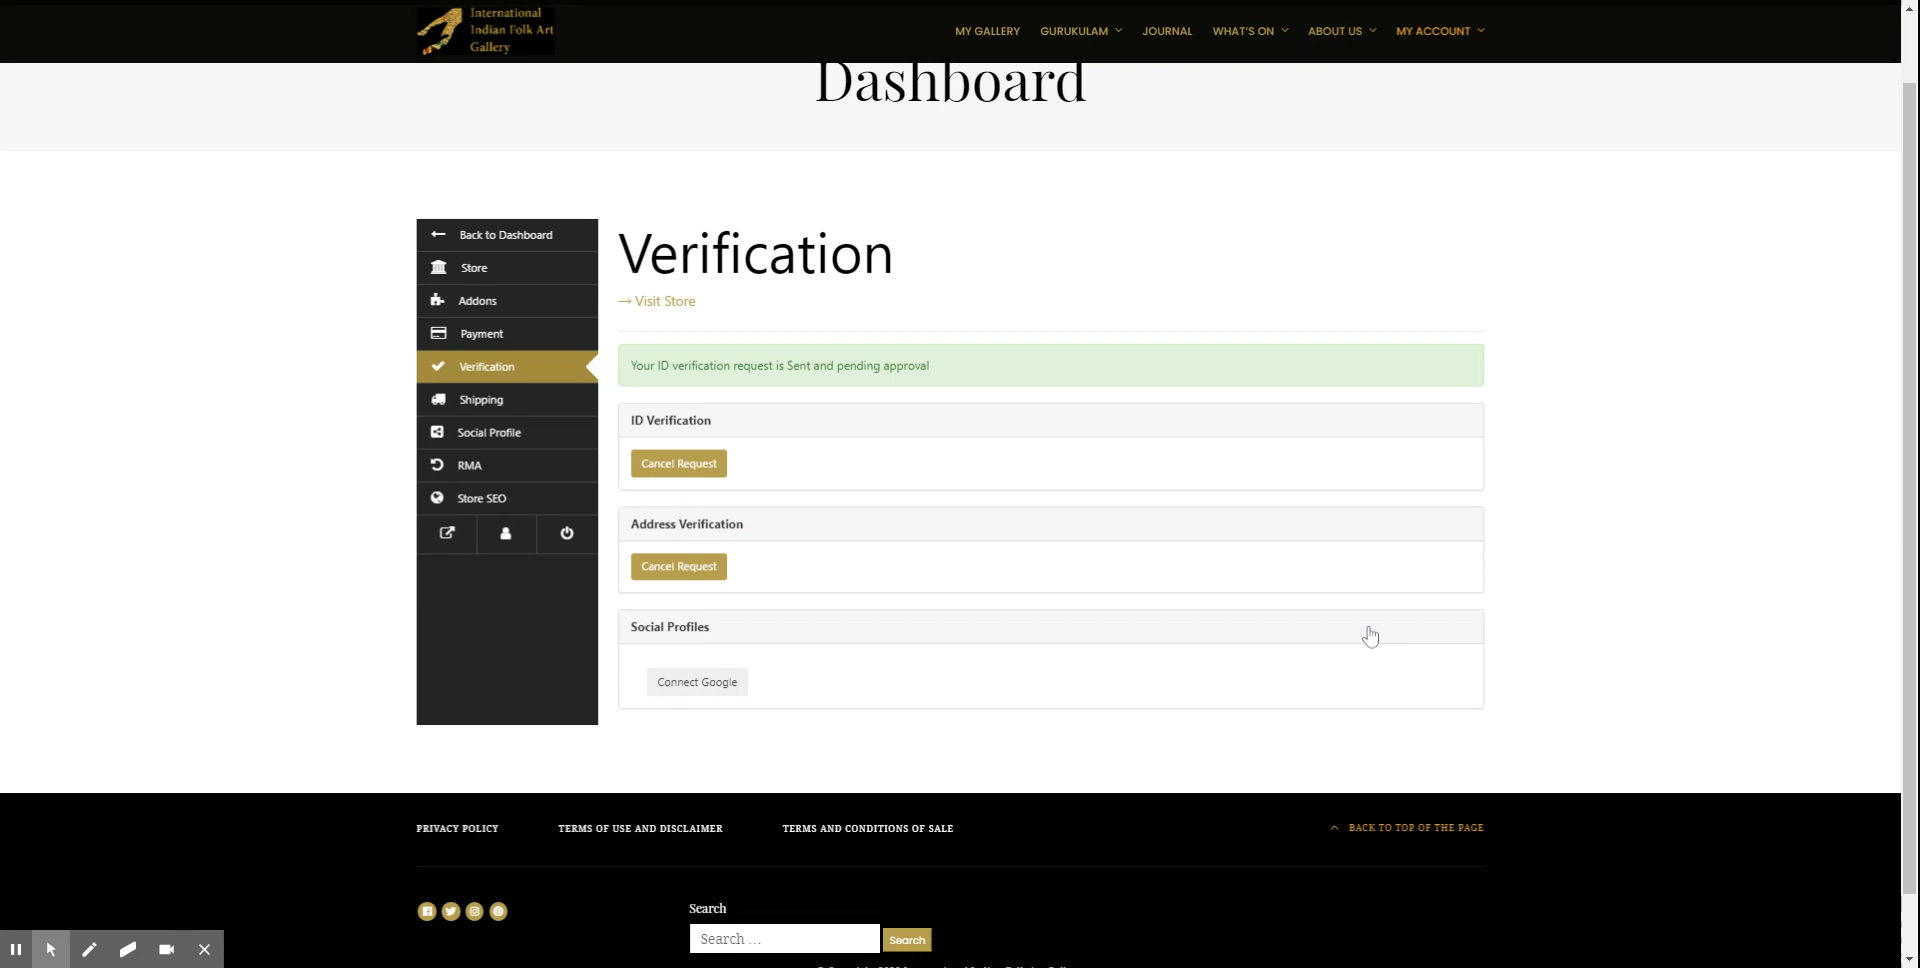 International
Indian Folk Art
Gallery
MY GALLERY
GURUKULAM
JOURNAL
WHAT'S ON
ABOUT US
MY ACCOUNT
Dashboard
Back to Dashboard
Store
Addons
Payment
Verification
Shipping
Social Profile
RMA
Store SEO
Verification
→ Visit Store
Your ID verification request is Sent and pending approval
ID Verification
Cancel Request
Address Verification
Cancel Request
Social Profiles
Connect Google
PRIVACY POLICY
TERMS OF USE AND DISCLAIMER
TERMS AND CONDITIONS OF SALE
BACK TO TOP OF THE PAGE
Search
Search ...
Search